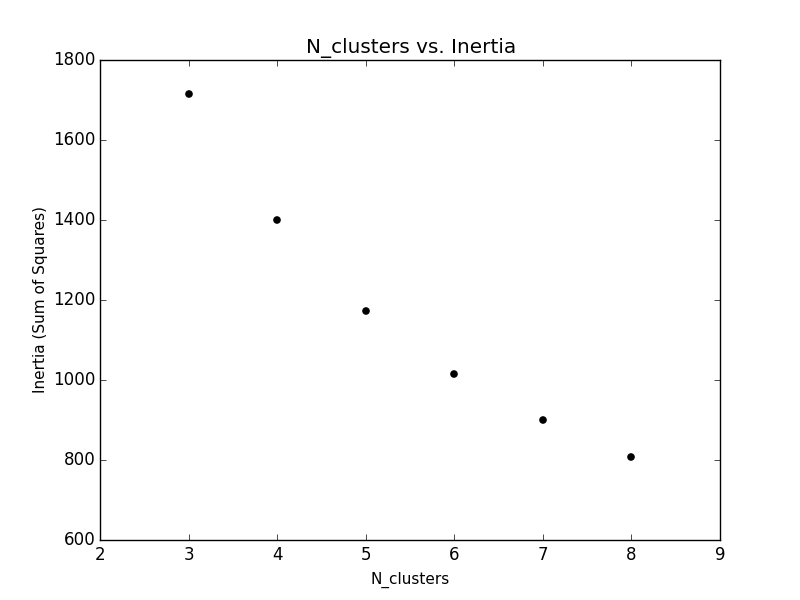 N_clusters vs. Inertia
1800
1600
1400
1200
1000
800
600
Inertia (Sum of Squares)
2 3 4 5 6 7 8 9
N_clusters